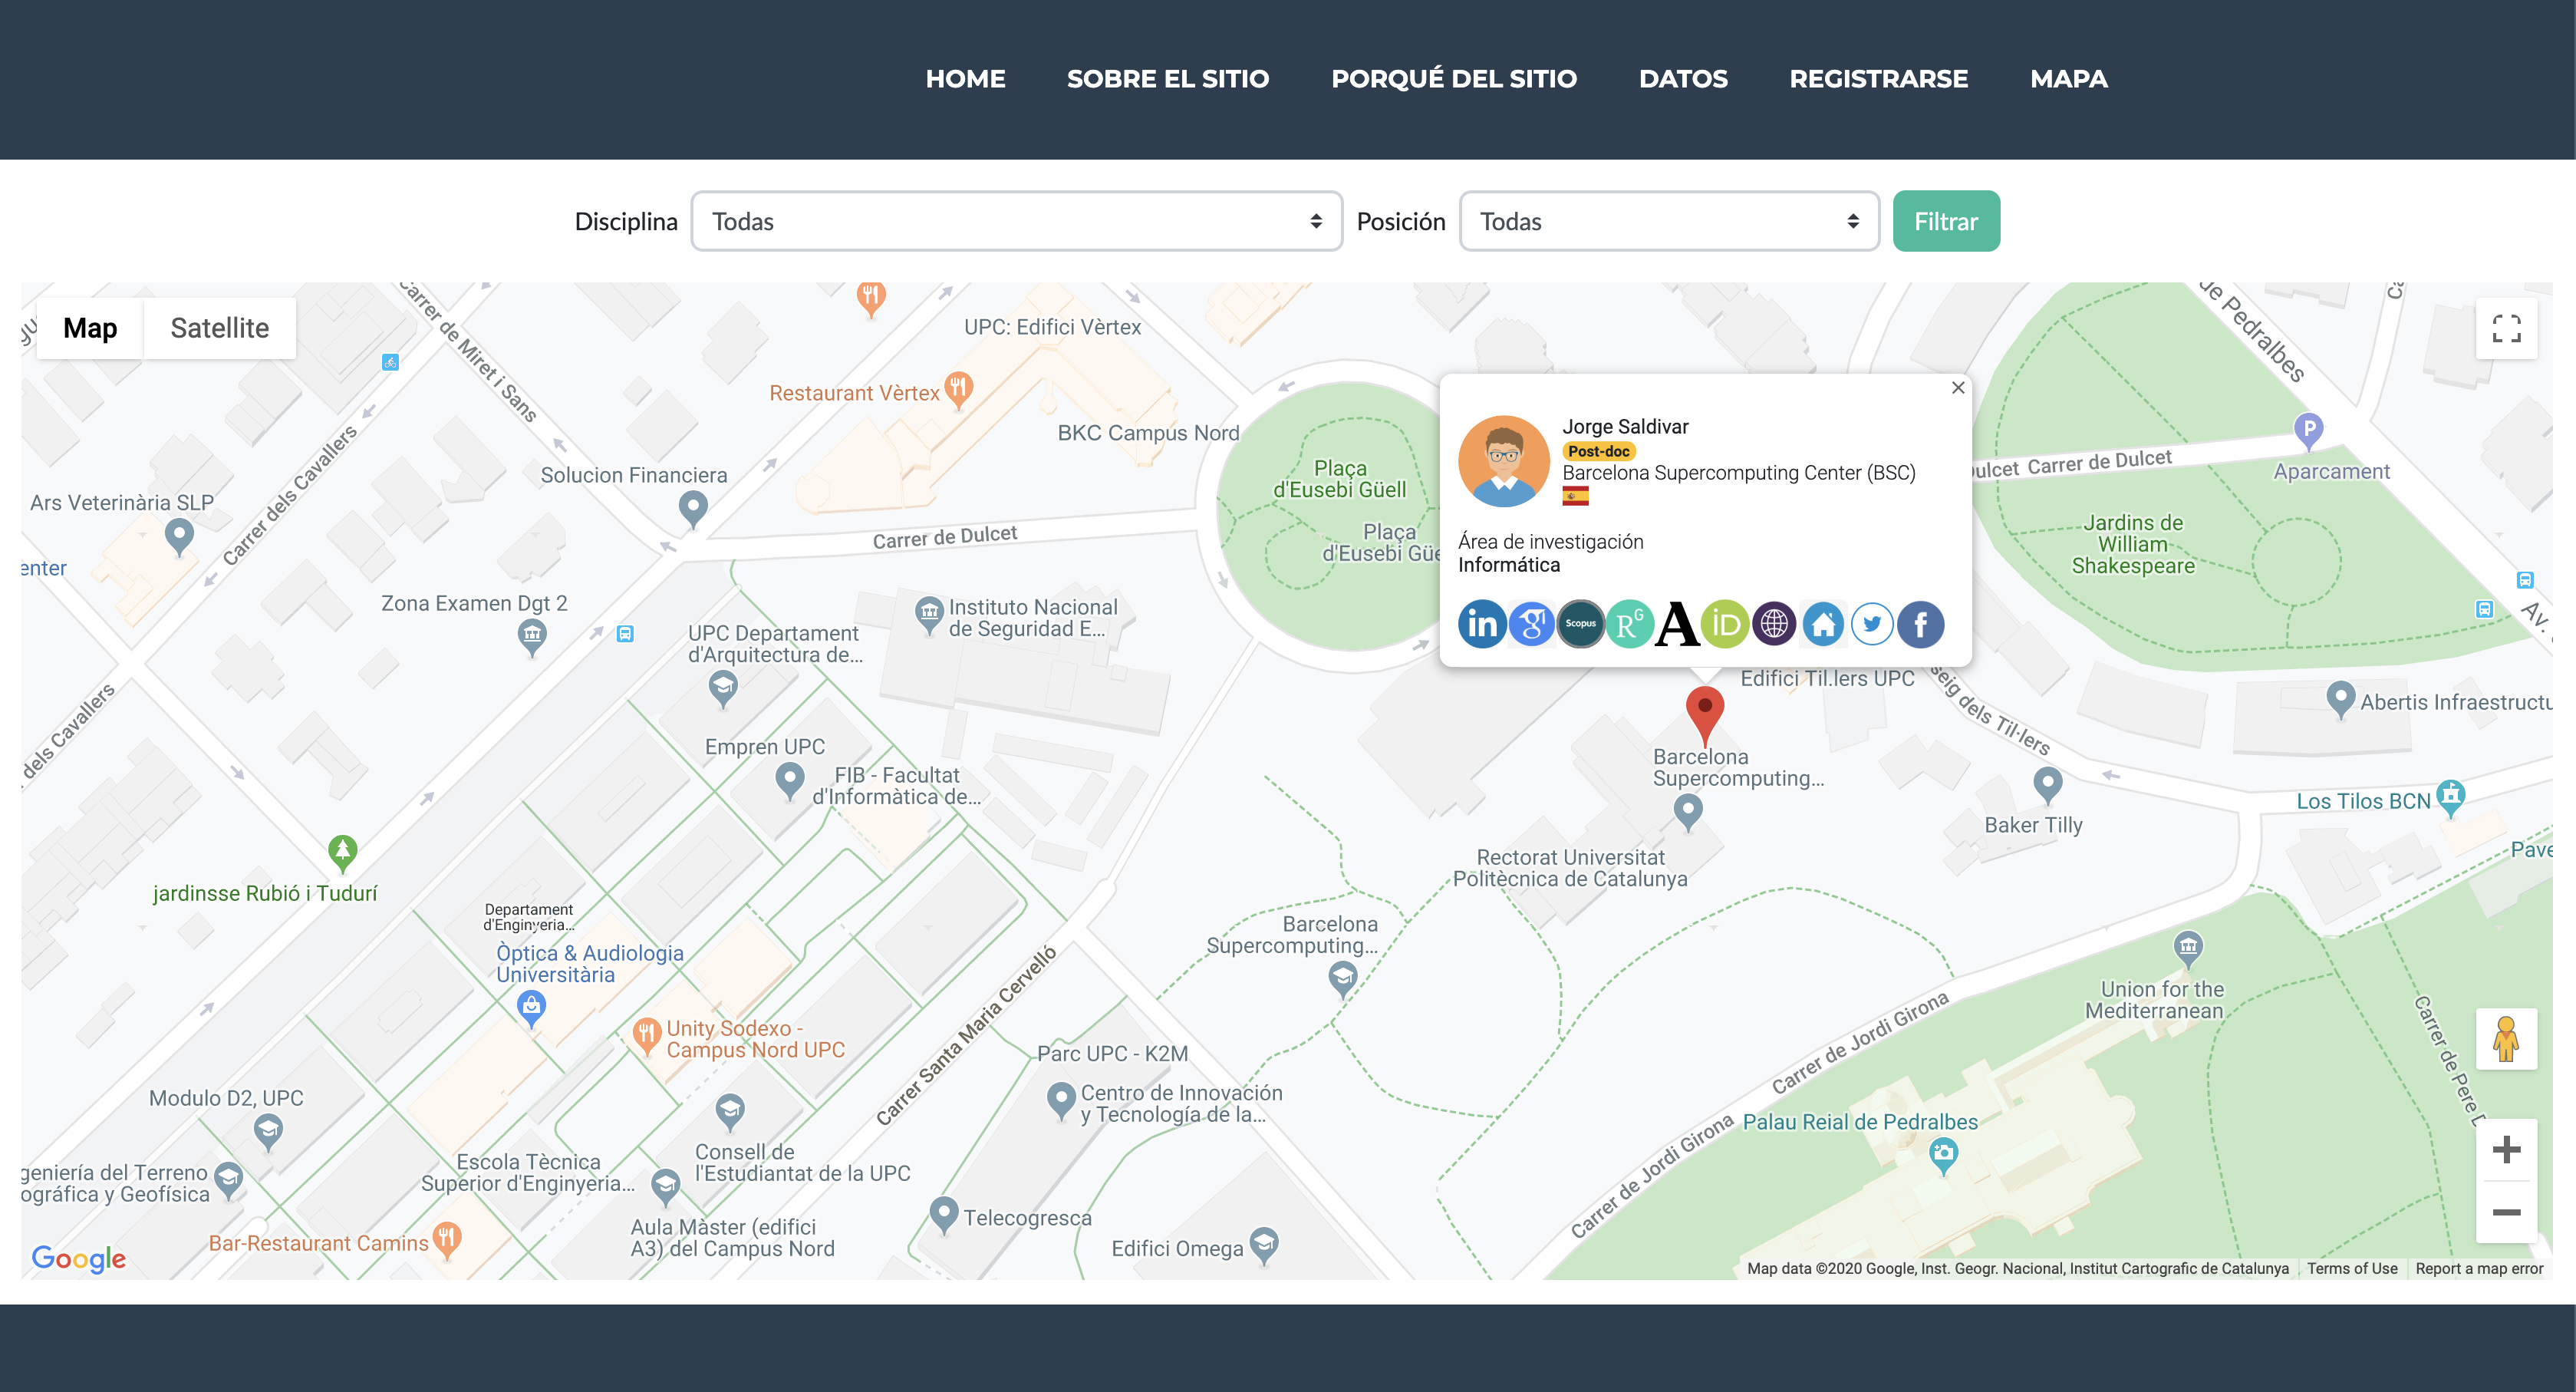 HOME SOBRE EL SITIO PORQUÉ DEL SITIO DATOS REGISTRARSE MAPA
Disciplina Todas Posición Todas Filtrar
Map Satellite
Carrer de Miret i Sans
UPC: Edifici Vèrtex
de Pedralbes
Restaurant Vèrtex
BKC Campus Nord
Jorge Saldivar
Post-doc
Barcelona Supercomputing Center (BSC)
Área de investigación
Informática
in
Scopus
RG
A
iD
f
P
Aparcament
Carrer de Dulcet
Dulcet
Plaça
d'Eusebi Güell
Plaça
d'Eusebi Güe
Solucion Financiera
Ars Veterinària SLP
Carrer dels Cavallers
Carrer de Dulcet
Jardins de
William
Shakespeare
enter
Zona Examen Dgt 2
Instituto Nacional
de Seguridad E...
UPC Departament
d'Arquitectura de...
Av.
Edifici Til.lers UPC
seig dels Til·lers
Abertis Infraestructu
dels Cavallers
Empren UPC
FIB - Facultat
d'Informàtica de...
Barcelona
Supercomputing...
Los Tilos BCN
Baker Tilly
Pave
Rectorat Universitat
Politècnica de Catalunya
jardinsse Rubió i Tudurí
Departament
d'Enginyeria...
Òptica & Audiologia
Universitària
Barcelona
Supercomputing...
Union for the
Mediterranean
Carrer Santa Maria Cervelló
Carrer de Jordi Girona
Carrer de Jordi Girona
Carrer de Pere D
Unity Sodexo -
Campus Nord UPC
Parc UPC - K2M
Centro de Innovación
y Tecnología de la...
Modulo D2, UPC
Palau Reial de Pedralbes
Consell de
l'Estudiantat de la UPC
Escola Tècnica
Superior d'Enginyeria...
geniería del Terreno
ográfica y Geofísica
Telecogresca
Aula Màster (edifici
A3) del Campus Nord
Bar-Restaurant Camins
Edifici Omega
Google
Map data ©2020 Google, Inst. Geogr. Nacional, Institut Cartografic de Catalunya Terms of Use Report a map error